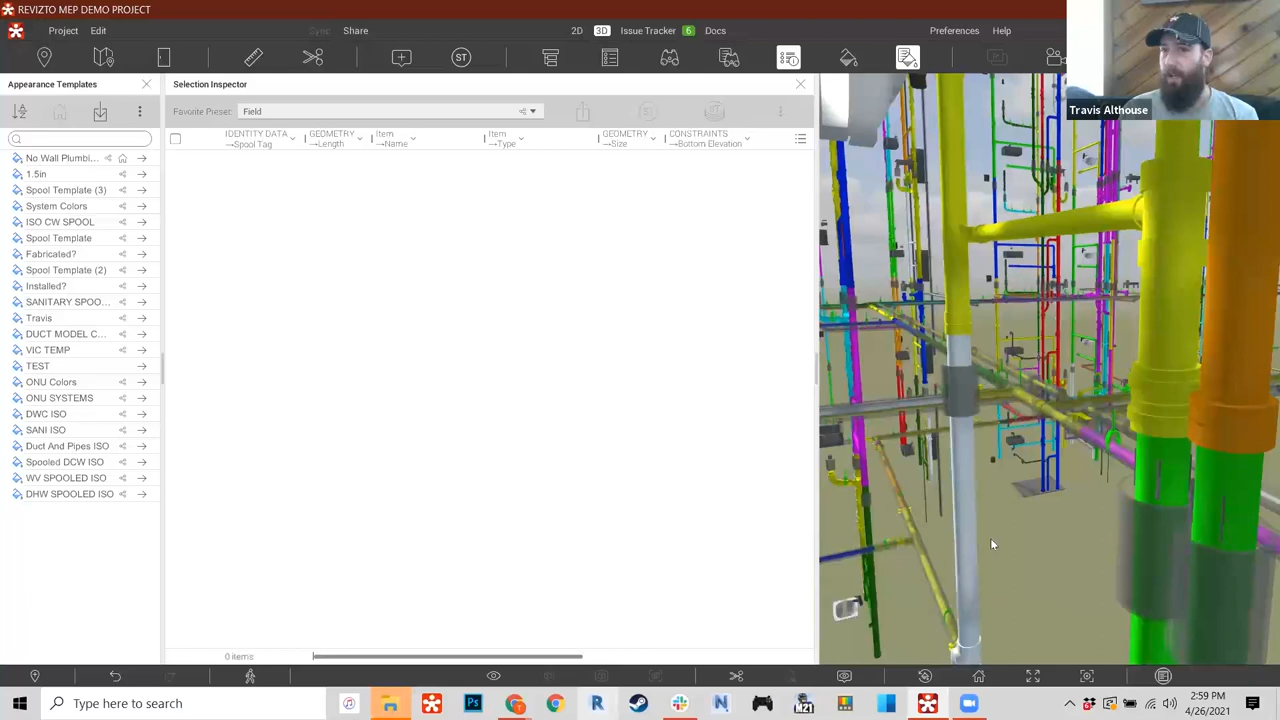 REVIZTO MEP DEMO PROJECT
Project Edit Sync Share 2D 3D Issue Tracker 6 Docs Preferences Help
ST
Travis Althouse
Appearance Templates
Selection Inspector
Favorite Preset: Field
IDENTITY DATA →Spool Tag
GEOMETRY →Length
Item →Name
Item →Type
GEOMETRY →Size
CONSTRAINTS →Bottom Elevation
No Wall Plumbi...
1.5in
Spool Template (3)
System Colors
ISO CW SPOOL
Spool Template
Fabricated?
Spool Template (2)
Installed?
SANITARY SPOO...
Travis
DUCT MODEL C...
VIC TEMP
TEST
ONU Colors
ONU SYSTEMS
DWC ISO
SANI ISO
Duct And Pipes ISO
Spooled DCW ISO
WV SPOOLED ISO
DHW SPOOLED ISO
0 items
Type here to search
2:59 PM
4/26/2021